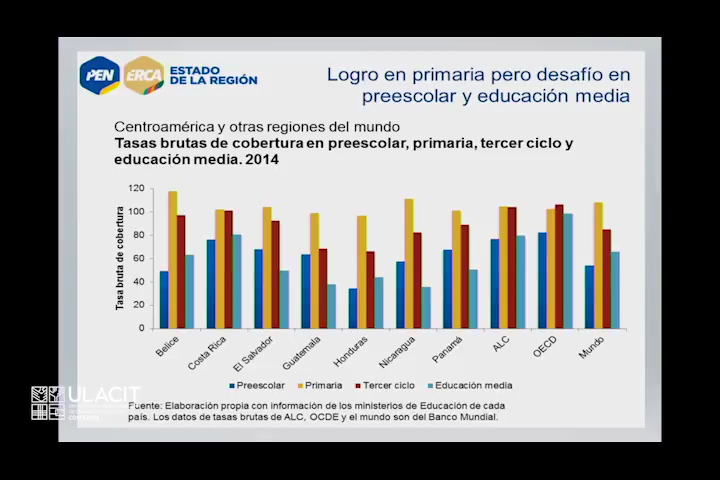 PEN
ERCA
ESTADO
DE LA REGIÓN
Logro en primaria pero desafío en
preescolar y educación media
Centroamérica y otras regiones del mundo
Tasas brutas de cobertura en preescolar, primaria, tercer ciclo y
educación media. 2014
Tasa bruta de cobertura
120
100
80
60
40
20
0
Belice
Costa Rica
El Salvador
Guatemala
Honduras
Nicaragua
Panamá
ALC
OECD
Mundo
Preescolar
Primaria
Tercer ciclo
Educación media
ULACIT
Fuente: Elaboración propia con información de los ministerios de Educación de cada
país. Los datos de tasas brutas de ALC, OCDE y el mundo son del Banco Mundial.